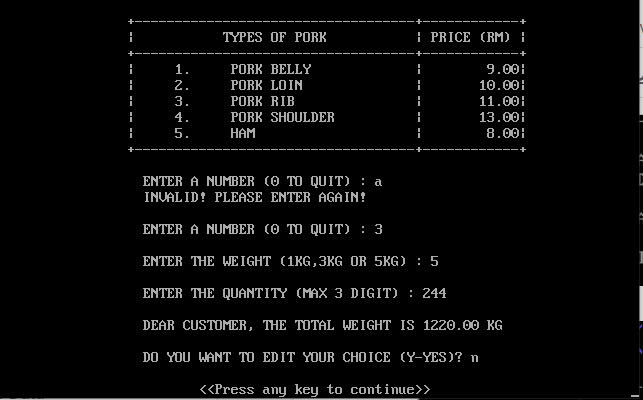 TYPES OF PORK | PRICE (RM)
1. PORK BELLY | 9.00
2. PORK LOIN | 10.00
3. PORK RIB | 11.00
4. PORK SHOULDER | 13.00
5. HAM | 8.00
ENTER A NUMBER (0 TO QUIT) : a
INVALID! PLEASE ENTER AGAIN!
ENTER A NUMBER (0 TO QUIT) : 3
ENTER THE WEIGHT (1KG,3KG OR 5KG) : 5
ENTER THE QUANTITY (MAX 3 DIGIT) : 244
DEAR CUSTOMER, THE TOTAL WEIGHT IS 1220.00 KG
DO YOU WANT TO EDIT YOUR CHOICE (Y-YES)? n
<<Press any key to continue>>